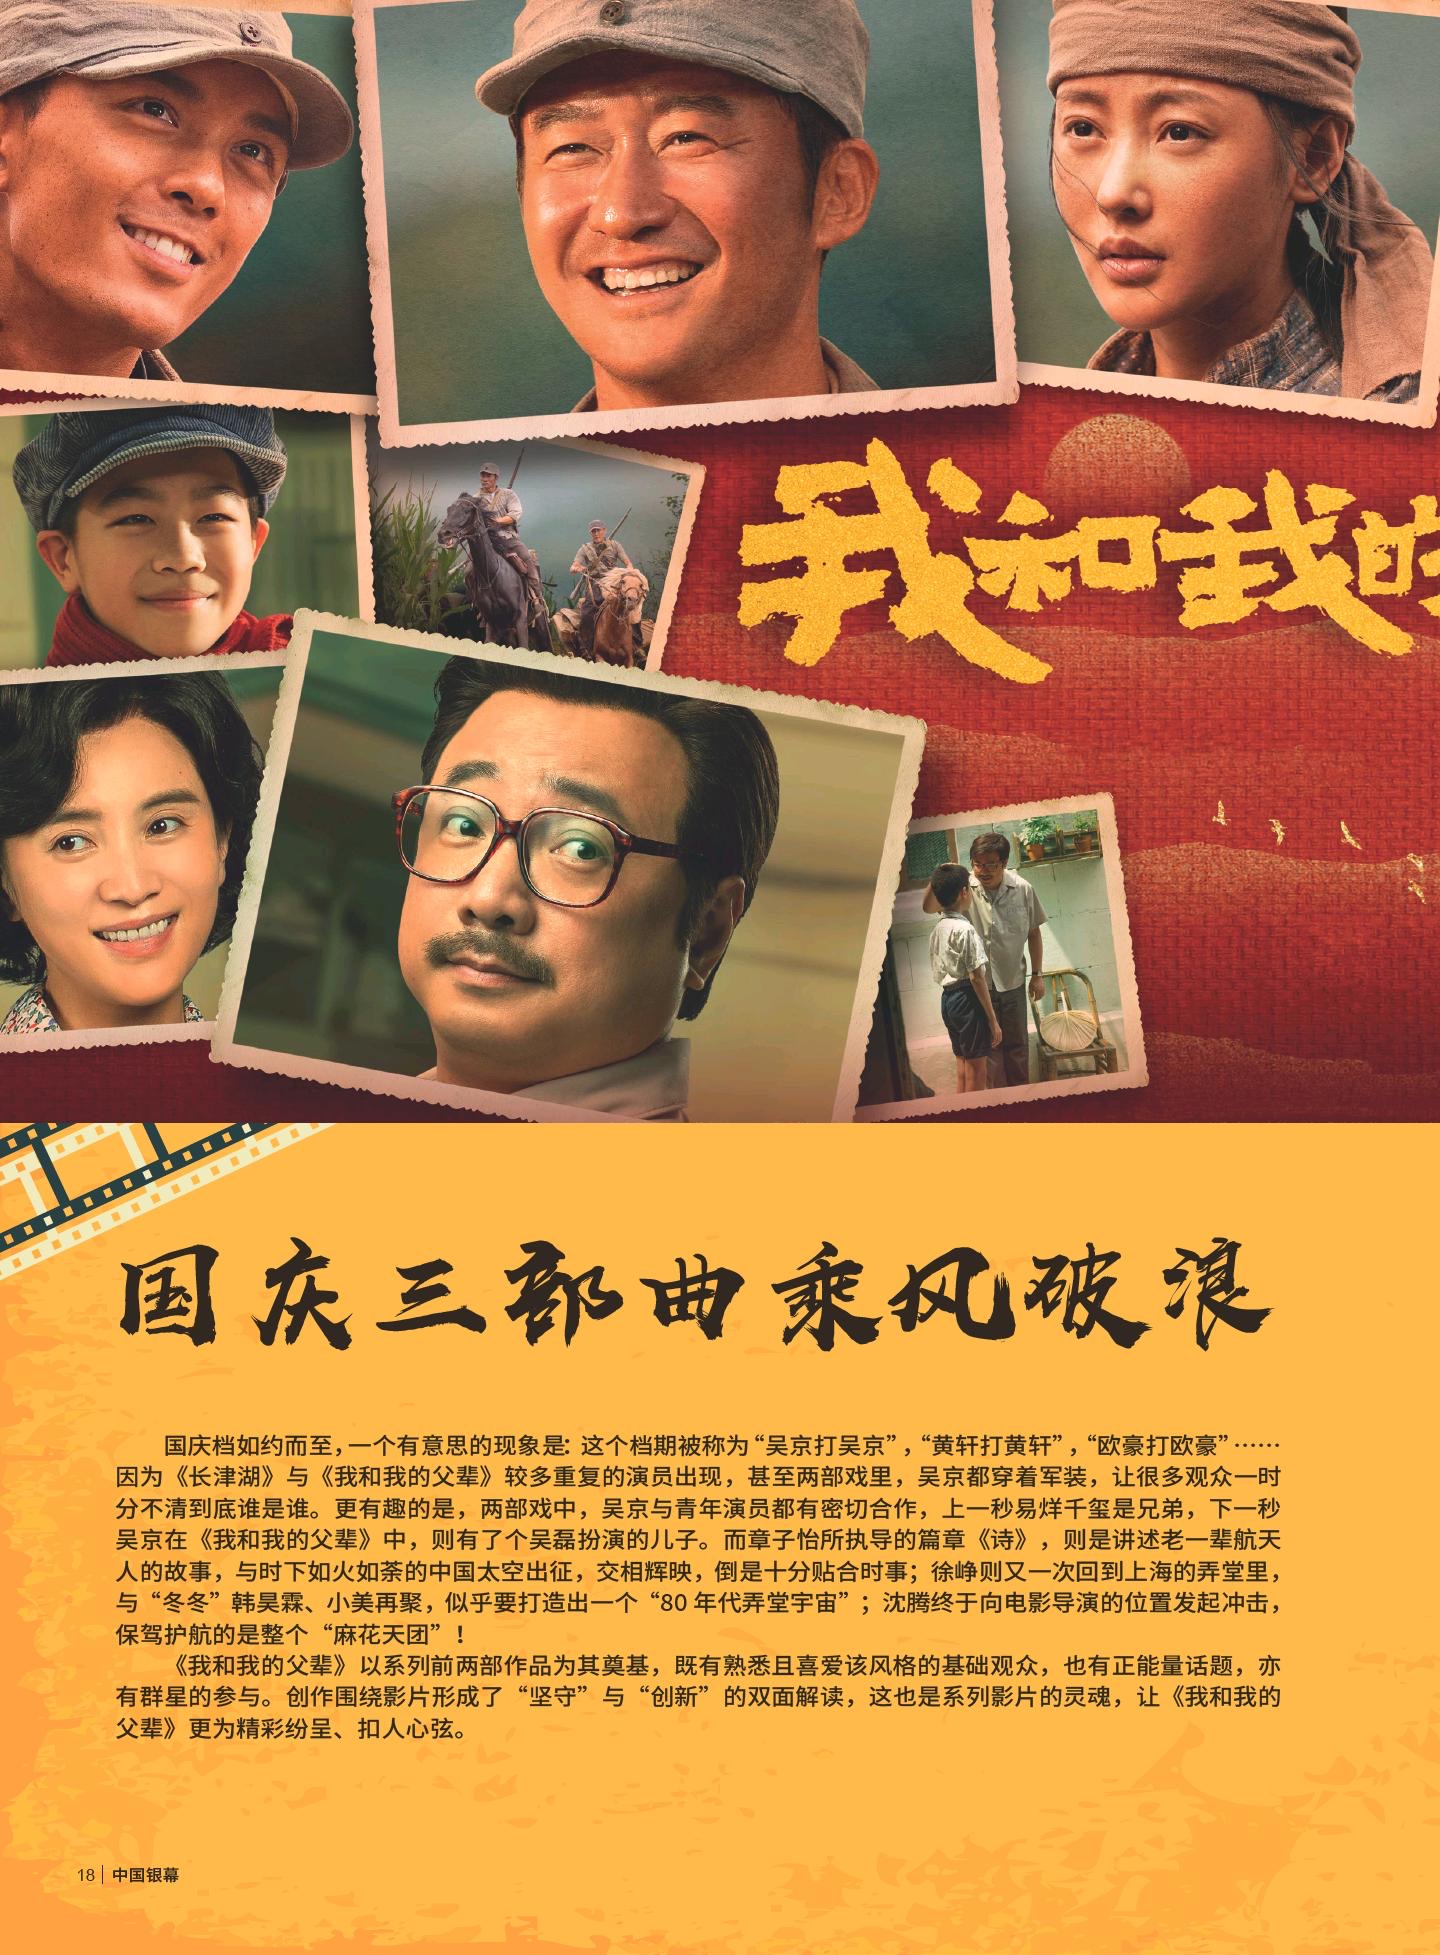 我和我的
国庆三部曲乘风破浪
国庆档如约而至，一个有意思的现象是：这个档期被称为“吴京打吴京”，“黄轩打黄轩”，“欧豪打欧豪”……
因为《长津湖》与《我和我的父辈》较多重复的演员出现，甚至两部戏里，吴京都穿着军装，让很多观众一时
分不清到底谁是谁。更有趣的是，两部戏中，吴京与青年演员都有密切合作，上一秒易烊千玺是兄弟，下一秒
吴京在《我和我的父辈》中，则有了个吴磊扮演的儿子。而章子怡所执导的篇章《诗》，则是讲述老一辈航天
人的故事，与时下如火如荼的中国太空出征，交相辉映，倒是十分贴合时事；徐峥则又一次回到上海的弄堂里，
与“冬冬”韩昊霖、小美再聚，似乎要打造出一个“80 年代弄堂宇宙”；沈腾终于向电影导演的位置发起冲击，
保驾护航的是整个“麻花天团”！
《我和我的父辈》以系列前两部作品为其奠基，既有熟悉且喜爱该风格的基础观众，也有正能量话题，亦
有群星的参与。创作围绕影片形成了“坚守”与“创新”的双面解读，这也是系列影片的灵魂，让《我和我的
父辈》更为精彩纷呈、扣人心弦。
18 | 中国银幕